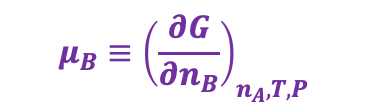 μ_B ≡ (∂G/∂n_B)_{n_A,T,P}